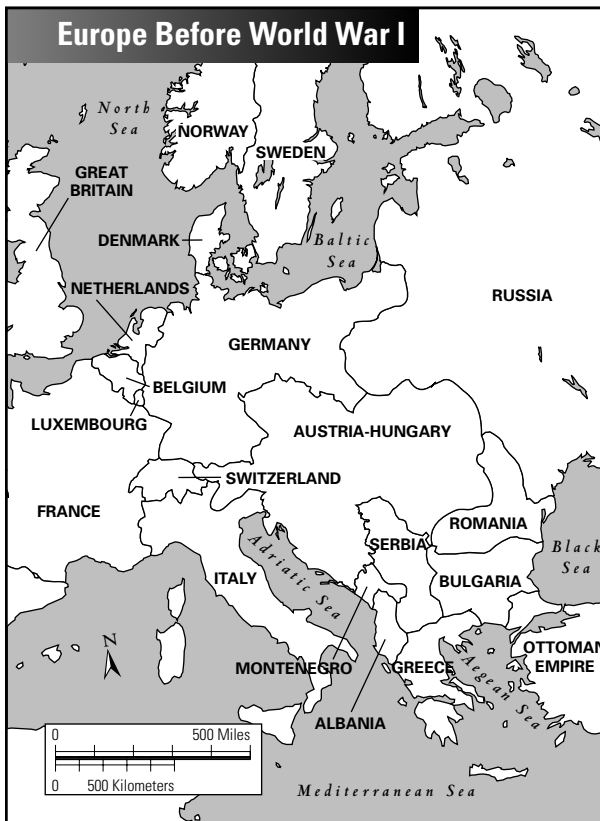 Europe Before World War I
North
Sea
NORWAY
SWEDEN
GREAT
BRITAIN
DENMARK
Baltic
Sea
NETHERLANDS
RUSSIA
GERMANY
BELGIUM
LUXEMBOURG
AUSTRIA-HUNGARY
SWITZERLAND
FRANCE
ROMANIA
SERBIA
Black
Sea
Adriatic Sea
ITALY
BULGARIA
N
OTTOMAN
EMPIRE
MONTENEGRO
GREECE
Aegean Sea
ALBANIA
0 500 Miles
0 500 Kilometers
Mediterranean Sea